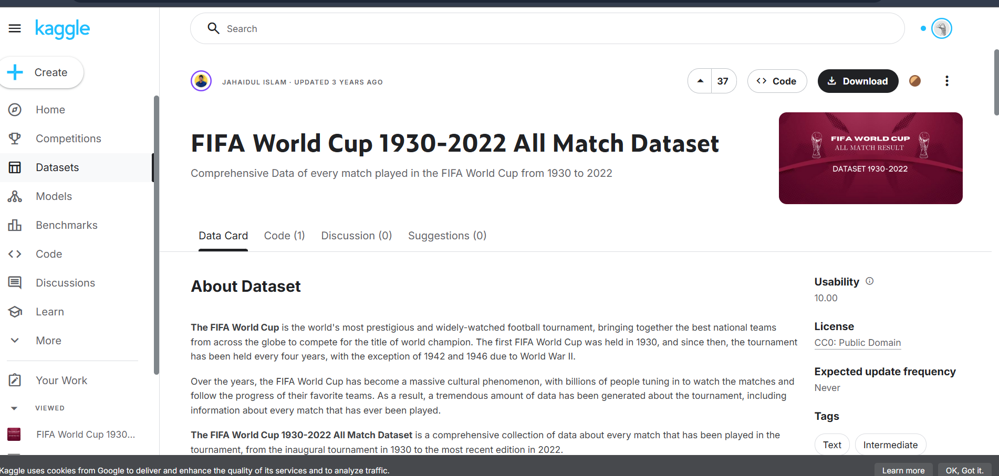 kaggle
Search
Create
Home
Competitions
Datasets
Models
Benchmarks
Code
Discussions
Learn
More
Your Work
VIEWED
FIFA World Cup 1930...
JAHAIDUL ISLAM · UPDATED 3 YEARS AGO
37
Code
Download
FIFA World Cup 1930-2022 All Match Dataset
Comprehensive Data of every match played in the FIFA World Cup from 1930 to 2022
FIFA WORLD CUP
ALL MATCH RESULT
DATASET 1930-2022
Data Card
Code (1)
Discussion (0)
Suggestions (0)
About Dataset
The FIFA World Cup is the world's most prestigious and widely-watched football tournament, bringing together the best national teams
from across the globe to compete for the title of world champion. The first FIFA World Cup was held in 1930, and since then, the tournament
has been held every four years, with the exception of 1942 and 1946 due to World War II.
Over the years, the FIFA World Cup has become a massive cultural phenomenon, with billions of people tuning in to watch the matches and
follow the progress of their favorite teams. As a result, a tremendous amount of data has been generated about the tournament, including
information about every match that has ever been played.
The FIFA World Cup 1930-2022 All Match Dataset is a comprehensive collection of data about every match that has been played in the
tournament, from the inaugural tournament in 1930 to the most recent edition in 2022.
Usability
10.00
License
CC0: Public Domain
Expected update frequency
Never
Tags
Text
Intermediate
Kaggle uses cookies from Google to deliver and enhance the quality of its services and to analyze traffic.
Learn more
OK, Got it.